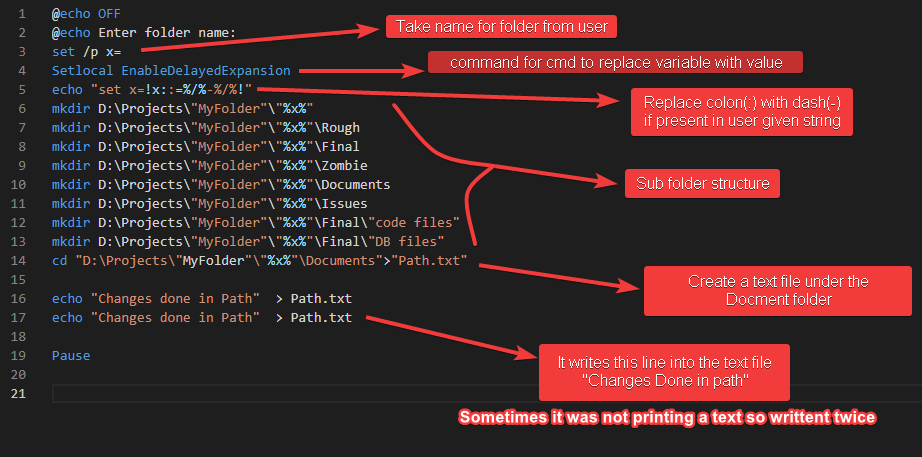 1 @echo OFF
2 @echo Enter folder name:
3 set /p x=
4 Setlocal EnableDelayedExpansion
5 echo "set x=!x::=%/%-%/%!"
6 mkdir D:\Projects\"MyFolder"\"%x%"
7 mkdir D:\Projects\"MyFolder"\"%x%"\Rough
8 mkdir D:\Projects\"MyFolder"\"%x%"\Final
9 mkdir D:\Projects\"MyFolder"\"%x%"\Zombie
10 mkdir D:\Projects\"MyFolder"\"%x%"\Documents
11 mkdir D:\Projects\"MyFolder"\"%x%"\Issues
12 mkdir D:\Projects\"MyFolder"\"%x%"\Final\"code files"
13 mkdir D:\Projects\"MyFolder"\"%x%"\Final\"DB files"
14 cd "D:\Projects\"MyFolder"\"%x%"\Documents">"Path.txt"
15
16 echo "Changes done in Path"  > Path.txt
17 echo "Changes done in Path"  > Path.txt
18
19 Pause
20
21
Take name for folder from user
command for cmd to replace variable with value
Replace colon(:) with dash(-)
if present in user given string
Sub folder structure
Create a text file under the
Docment folder
It writes this line into the text file
"Changes Done in path"
Sometimes it was not printing a text so writtent twice